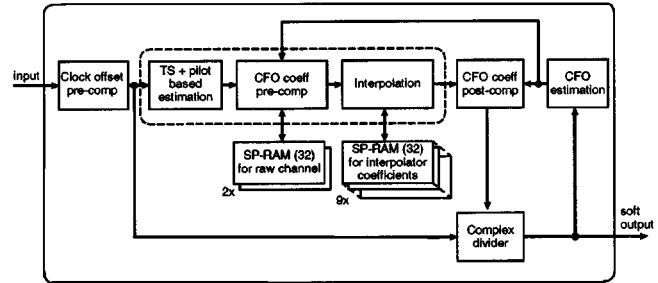 input
Clock offset
pre-comp
TS + pilot
based
estimation
CFO coeff
pre-comp
Interpolation
CFO coeff
post-comp
CFO
estimation
SP-RAM (32)
for raw channel
2x
SP-RAM (32)
for interpolator
coefficients
9x
Complex
divider
soft
output